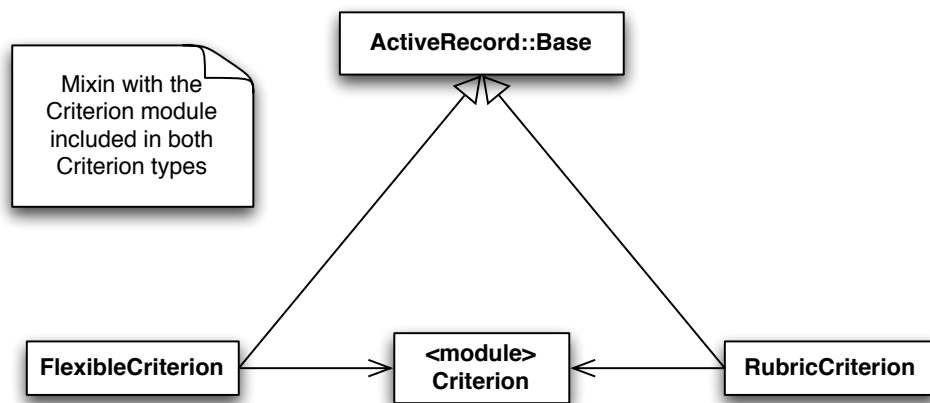 ActiveRecord::Base
Mixin with the
Criterion module
included in both
Criterion types
FlexibleCriterion
<module>
Criterion
RubricCriterion